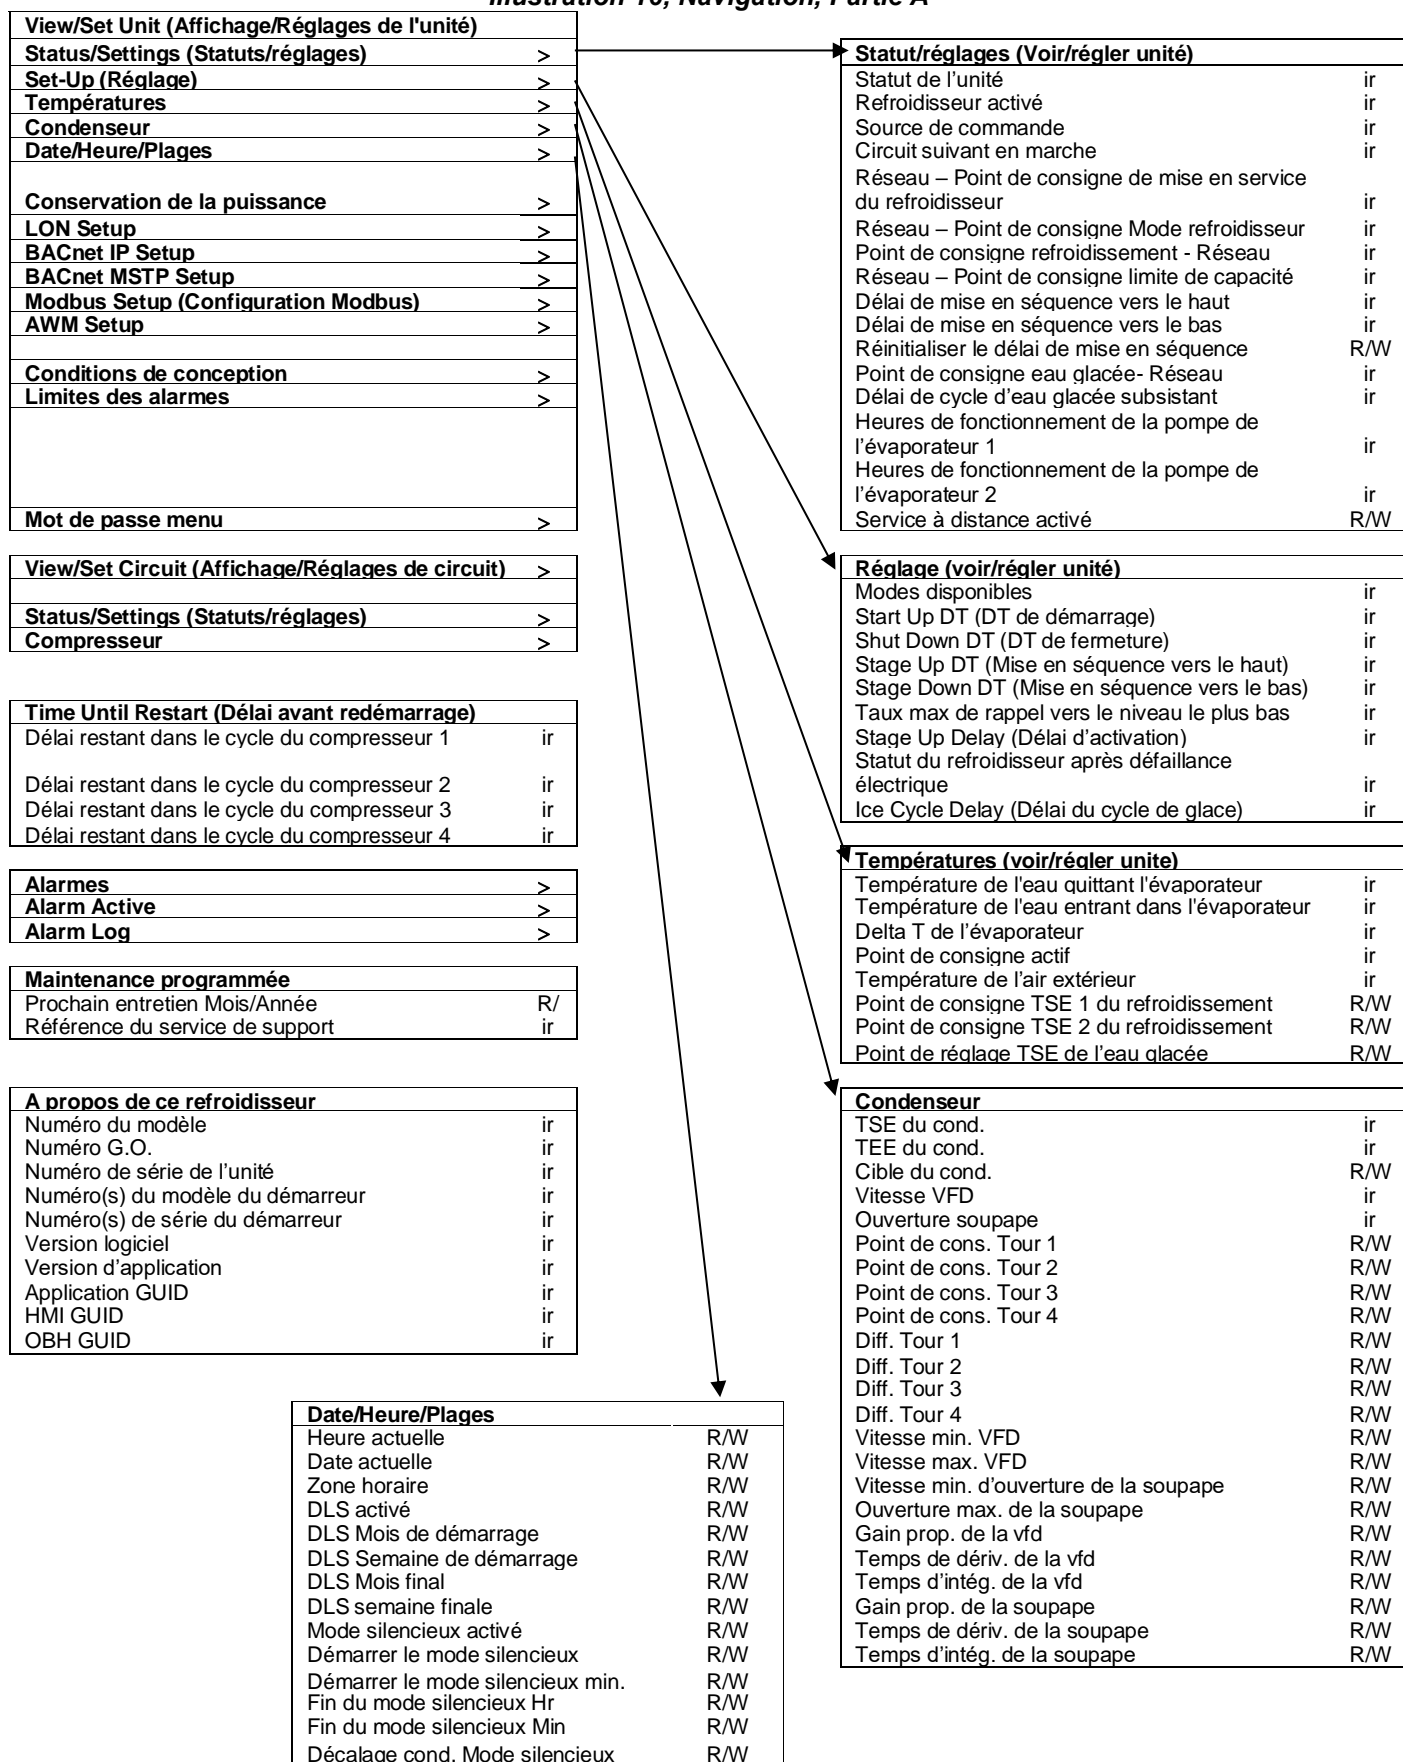 Illustration 10, Navigation, Partie A
View/Set Unit (Affichage/Réglages de l'unité)
Status/Settings (Statuts/réglages) >
Set-Up (Réglage) >
Températures >
Condenseur >
Date/Heure/Plages >
Conservation de la puissance >
LON Setup >
BACnet IP Setup >
BACnet MSTP Setup >
Modbus Setup (Configuration Modbus) >
AWM Setup >
Conditions de conception >
Limites des alarmes >
Mot de passe menu >
View/Set Circuit (Affichage/Réglages de circuit) >
Status/Settings (Statuts/réglages) >
Compresseur >
Time Until Restart (Délai avant redémarrage)
Délai restant dans le cycle du compresseur 1 ir
Délai restant dans le cycle du compresseur 2 ir
Délai restant dans le cycle du compresseur 3 ir
Délai restant dans le cycle du compresseur 4 ir
Alarmes >
Alarm Active >
Alarm Log >
Maintenance programmée
Prochain entretien Mois/Année R/
Référence du service de support ir
A propos de ce refroidisseur
Numéro du modèle ir
Numéro G.O. ir
Numéro de série de l’unité ir
Numéro(s) du modèle du démarreur ir
Numéro(s) de série du démarreur ir
Version logiciel ir
Version d’application ir
Application GUID ir
HMI GUID ir
OBH GUID ir
Statut/réglages (Voir/régler unité)
Statut de l’unité ir
Refroidisseur activé ir
Source de commande ir
Circuit suivant en marche ir
Réseau – Point de consigne de mise en service
du refroidisseur ir
Réseau – Point de consigne Mode refroidisseur ir
Point de consigne refroidissement - Réseau ir
Réseau – Point de consigne limite de capacité ir
Délai de mise en séquence vers le haut ir
Délai de mise en séquence vers le bas ir
Réinitialiser le délai de mise en séquence R/W
Point de consigne eau glacée- Réseau ir
Délai de cycle d’eau glacée subsistant ir
Heures de fonctionnement de la pompe de
l’évaporateur 1 ir
Heures de fonctionnement de la pompe de
l’évaporateur 2 ir
Service à distance activé R/W
Réglage (voir/régler unité)
Modes disponibles ir
Start Up DT (DT de démarrage) ir
Shut Down DT (DT de fermeture) ir
Stage Up DT (Mise en séquence vers le haut) ir
Stage Down DT (Mise en séquence vers le bas) ir
Taux max de rappel vers le niveau le plus bas ir
Stage Up Delay (Délai d’activation) ir
Statut du refroidisseur après défaillance
électrique ir
Ice Cycle Delay (Délai du cycle de glace) ir
Températures (voir/régler unite)
Température de l'eau quittant l'évaporateur ir
Température de l'eau entrant dans l'évaporateur ir
Delta T de l’évaporateur ir
Point de consigne actif ir
Température de l’air extérieur ir
Point de consigne TSE 1 du refroidissement R/W
Point de consigne TSE 2 du refroidissement R/W
Point de réglage TSE de l’eau glacée R/W
Condenseur
TSE du cond. ir
TEE du cond. ir
Cible du cond. R/W
Vitesse VFD ir
Ouverture soupape ir
Point de cons. Tour 1 R/W
Point de cons. Tour 2 R/W
Point de cons. Tour 3 R/W
Point de cons. Tour 4 R/W
Diff. Tour 1 R/W
Diff. Tour 2 R/W
Diff. Tour 3 R/W
Diff. Tour 4 R/W
Vitesse min. VFD R/W
Vitesse max. VFD R/W
Vitesse min. d’ouverture de la soupape R/W
Ouverture max. de la soupape R/W
Gain prop. de la vfd R/W
Temps de dériv. de la vfd R/W
Temps d’intég. de la vfd R/W
Gain prop. de la soupape R/W
Temps de dériv. de la soupape R/W
Temps d’intég. de la soupape R/W
Date/Heure/Plages
Heure actuelle R/W
Date actuelle R/W
Zone horaire R/W
DLS activé R/W
DLS Mois de démarrage R/W
DLS Semaine de démarrage R/W
DLS Mois final R/W
DLS semaine finale R/W
Mode silencieux activé R/W
Démarrer le mode silencieux R/W
Démarrer le mode silencieux min. R/W
Fin du mode silencieux Hr R/W
Fin du mode silencieux Min R/W
Décalage cond. Mode silencieux R/W